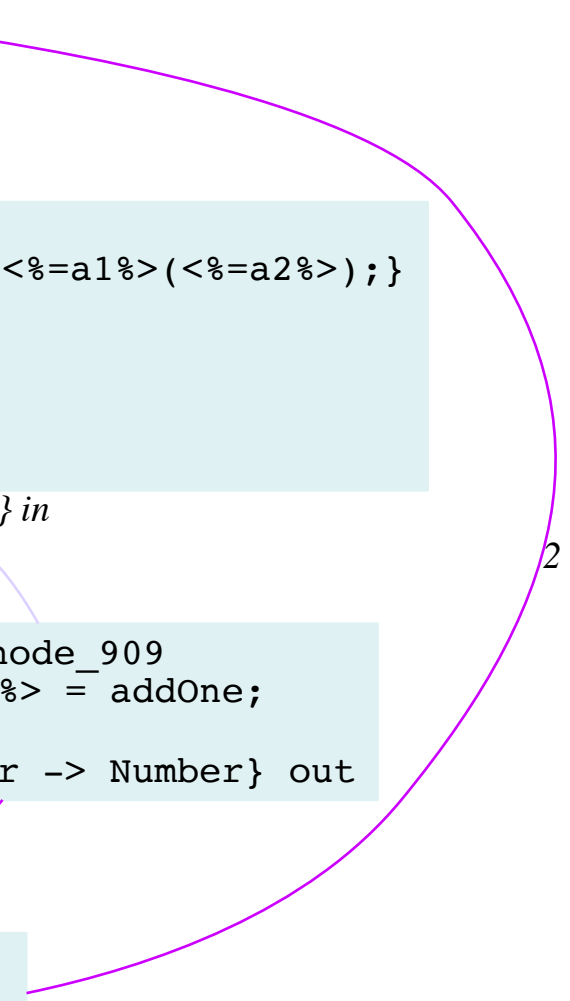 <%=a1%>(<%=a2%>);}
} in
2
node_909
%> = addOne;
r -> Number} out